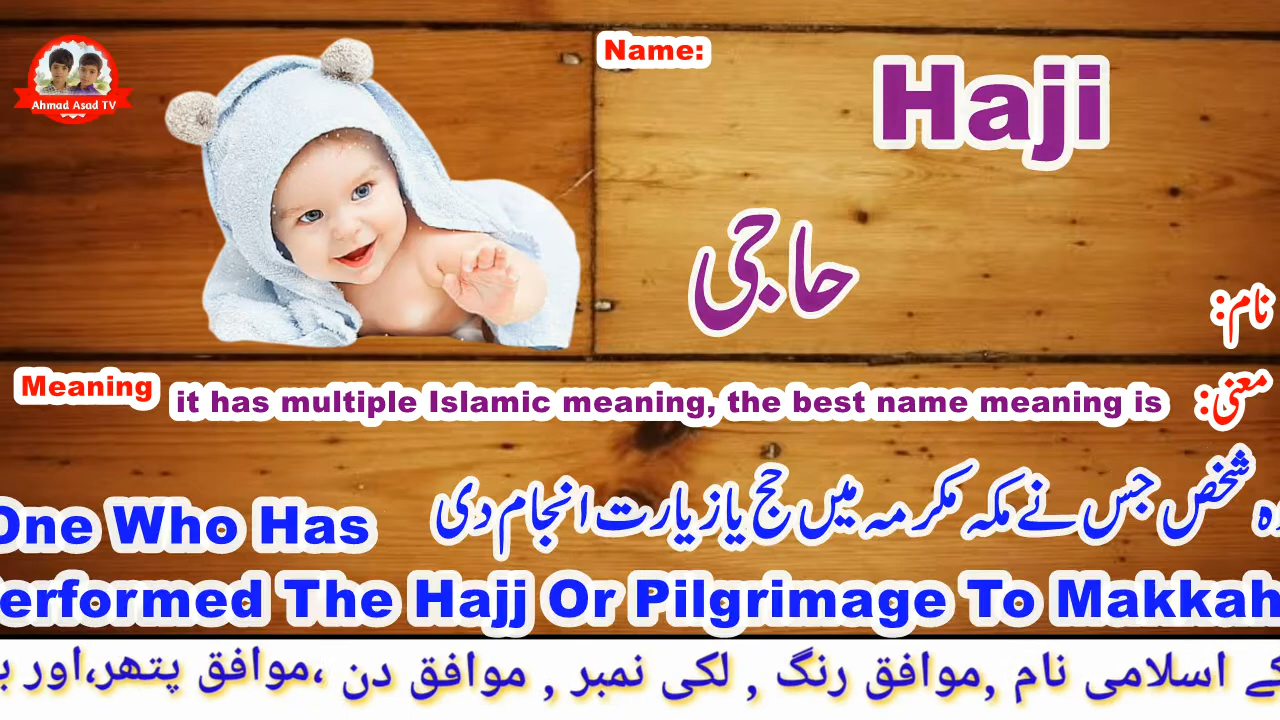 Ahmad Asad TV
Name:
Haji
حاجی
نام:
Meaning
it has multiple Islamic meaning, the best name meaning is
معنی:
شخص جس نے مکہ مکرمہ میں حج یا زیارت انجام دی
One Who Has
erformed The Hajj Or Pilgrimage To Makkah
کے اسلامی نام ,موافق رنگ , لکی نمبر , موافق دن ،موافق پتھر،اور ب